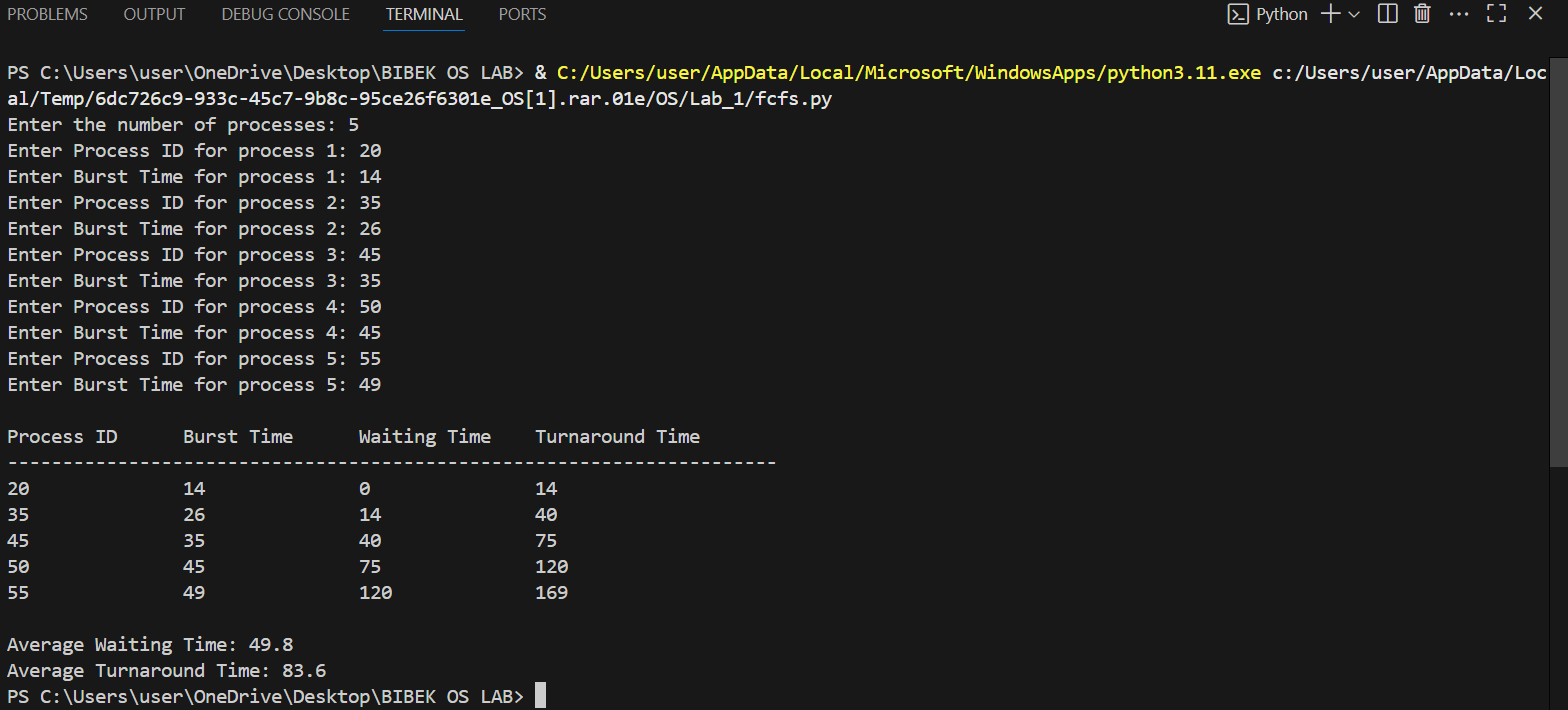 PROBLEMS OUTPUT DEBUG CONSOLE TERMINAL PORTS Python
PS C:\Users\user\OneDrive\Desktop\BIBEK OS LAB> & C:/Users/user/AppData/Local/Microsoft/WindowsApps/python3.11.exe c:/Users/user/AppData/Loc
al/Temp/6dc726c9-933c-45c7-9b8c-95ce26f6301e_OS[1].rar.01e/OS/Lab_1/fcfs.py
Enter the number of processes: 5
Enter Process ID for process 1: 20
Enter Burst Time for process 1: 14
Enter Process ID for process 2: 35
Enter Burst Time for process 2: 26
Enter Process ID for process 3: 45
Enter Burst Time for process 3: 35
Enter Process ID for process 4: 50
Enter Burst Time for process 4: 45
Enter Process ID for process 5: 55
Enter Burst Time for process 5: 49
Process ID Burst Time Waiting Time Turnaround Time
----------------------------------------------------------------------
20 14 0 14
35 26 14 40
45 35 40 75
50 45 75 120
55 49 120 169
Average Waiting Time: 49.8
Average Turnaround Time: 83.6
PS C:\Users\user\OneDrive\Desktop\BIBEK OS LAB>